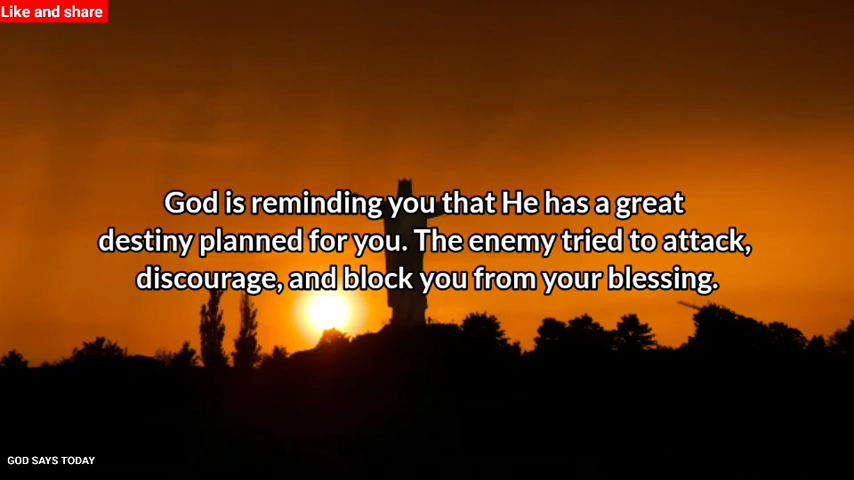 Like and share
God is reminding you that He has a great
destiny planned for you. The enemy tried to attack,
discourage, and block you from your blessing.
GOD SAYS TODAY